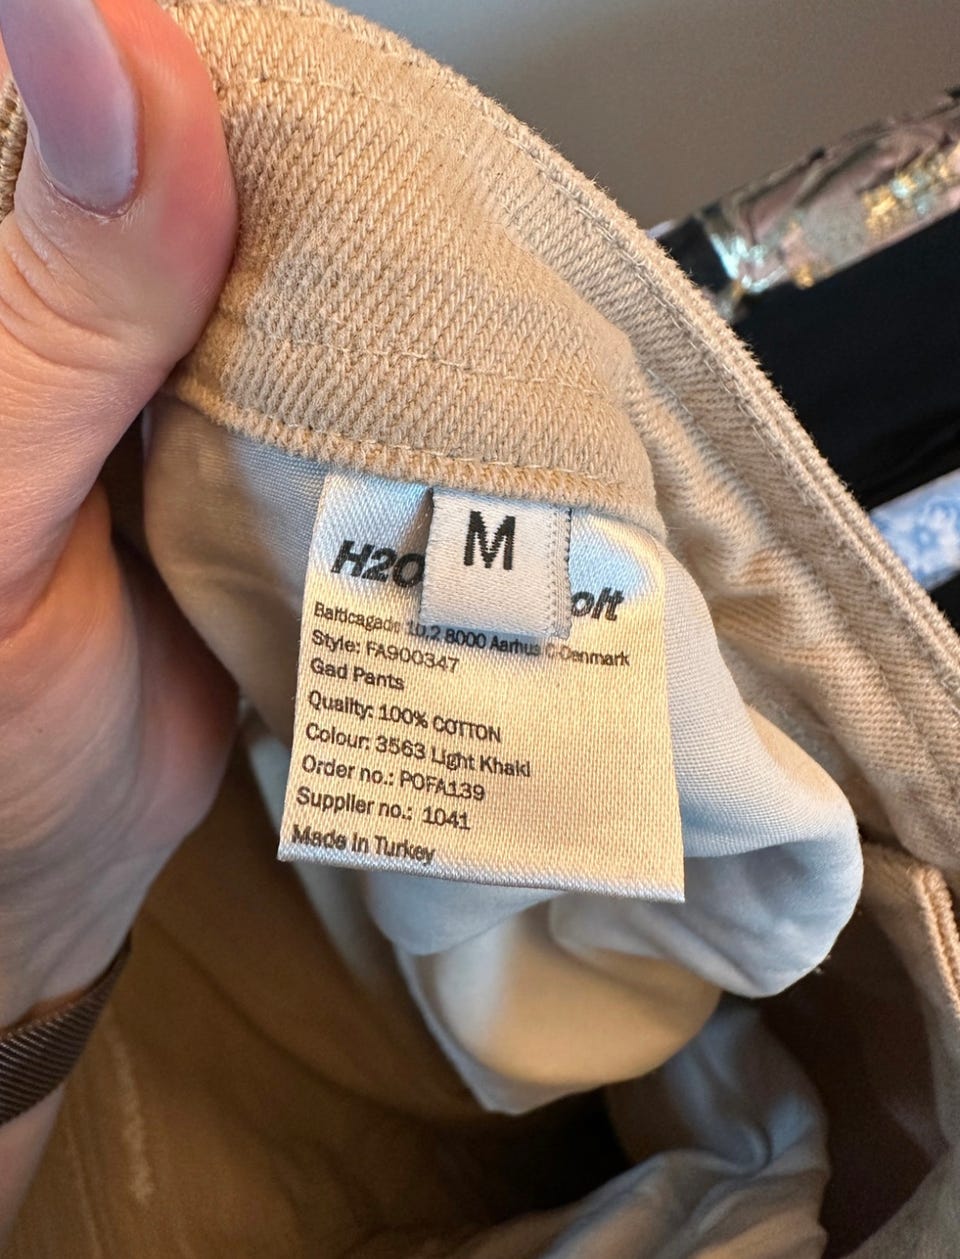 M
H2O olt
Balticagade 10.2 8000 Aarhus C-Denmark
Style: FA900347
Gad Pants
Quality: 100% COTTON
Colour: 3563 Light Khaki
Order no.: POFA139
Supplier no.: 1041
Made in Turkey